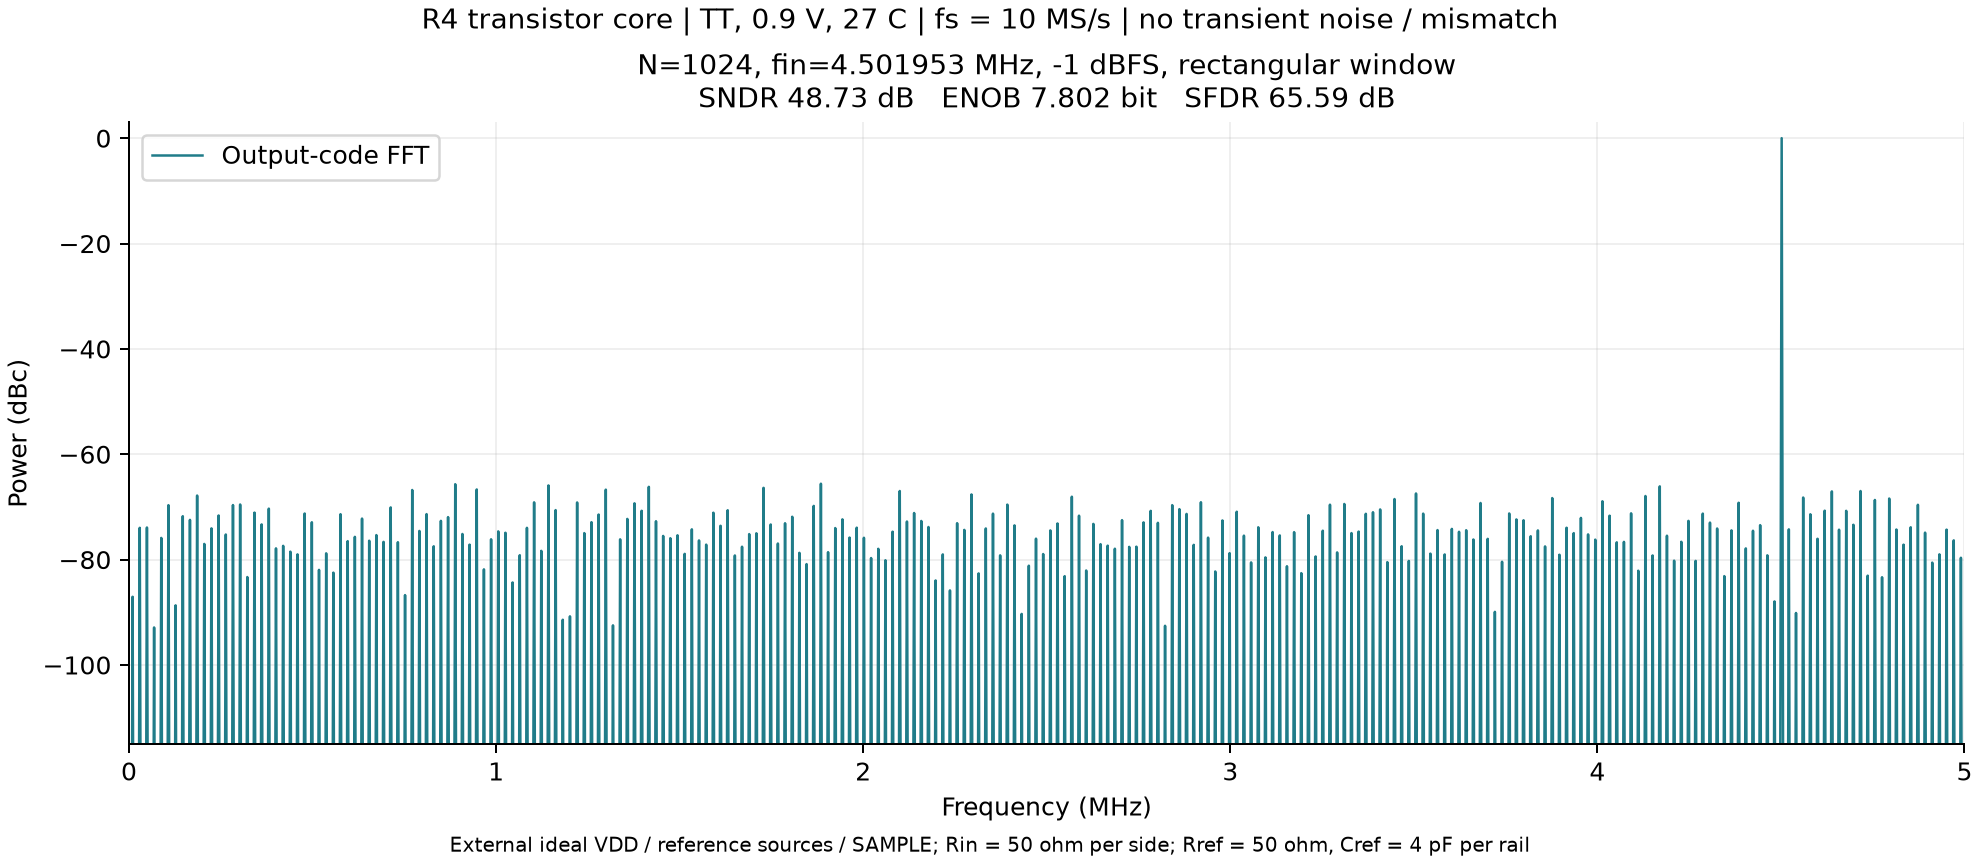 R4 transistor core | TT, 0.9 V, 27 C | fs = 10 MS/s | no transient noise / mismatch
N=1024, fin=4.501953 MHz, -1 dBFS, rectangular window
SNDR 48.73 dB   ENOB 7.802 bit   SFDR 65.59 dB
Output-code FFT
Power (dBc)
0
−20
−40
−60
−80
−100
0 1 2 3 4 5
Frequency (MHz)
External ideal VDD / reference sources / SAMPLE; Rin = 50 ohm per side; Rref = 50 ohm, Cref = 4 pF per rail